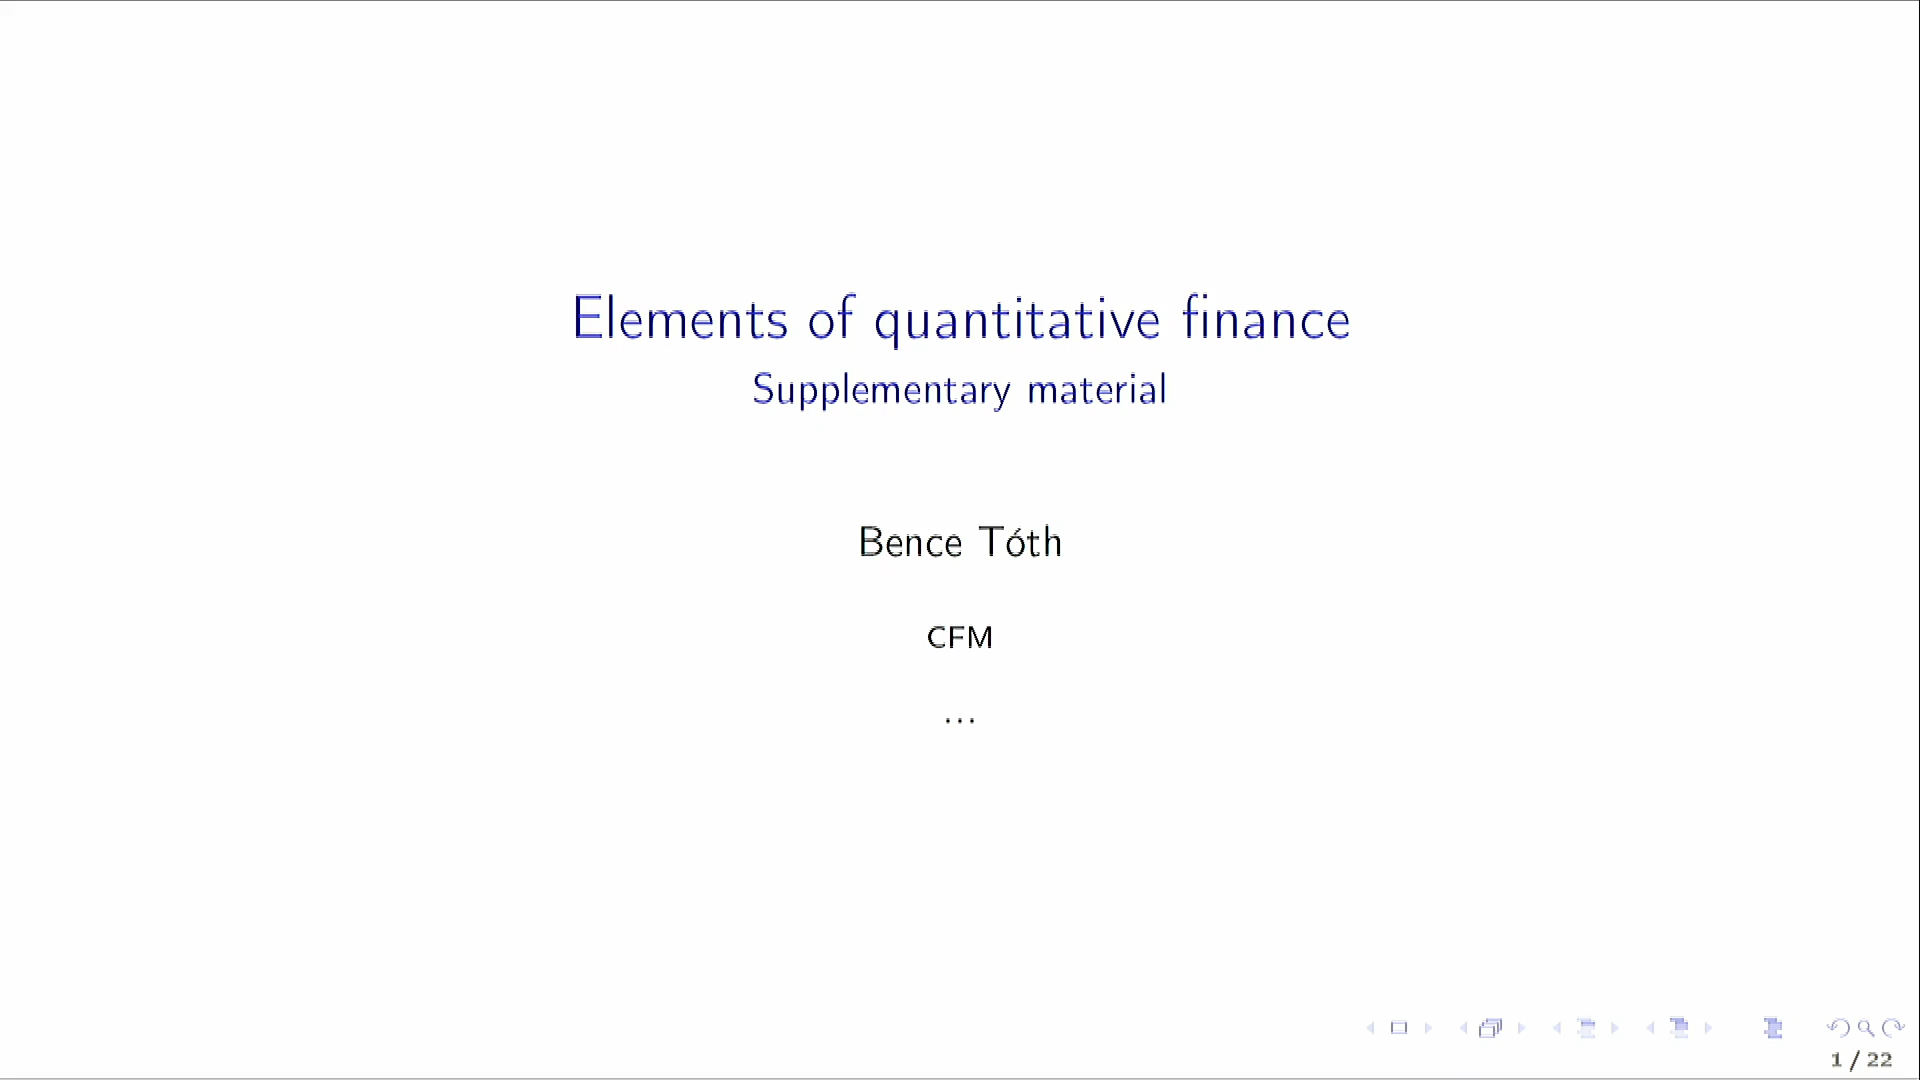 Elements of quantitative finance
Supplementary material
Bence Tóth
CFM
...
1 / 22